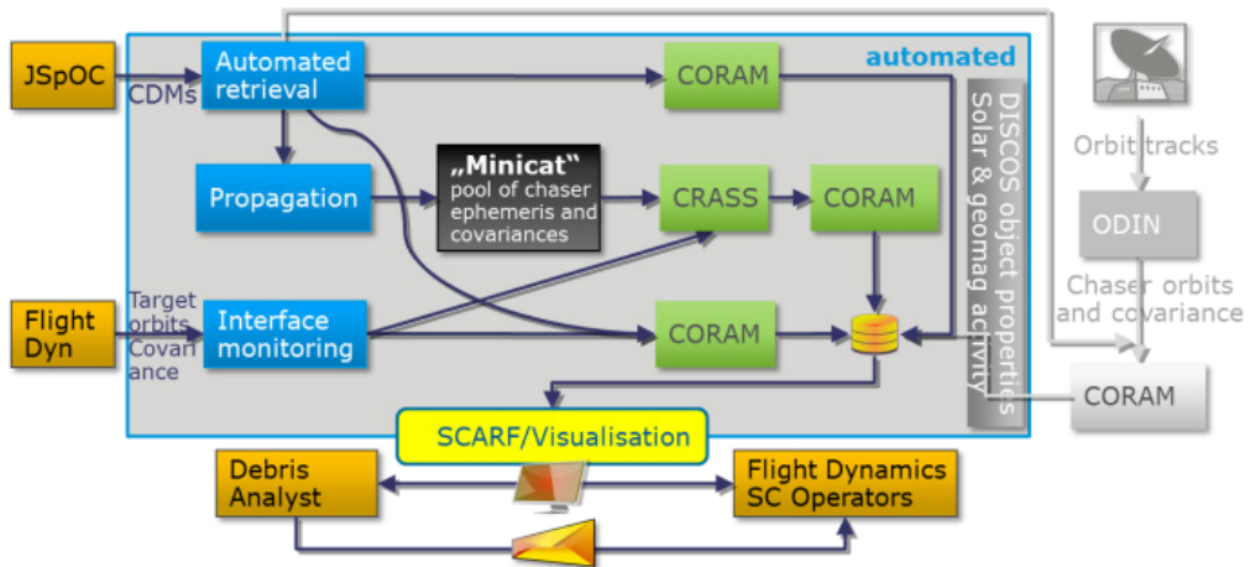 automated
JSpOC
CDMs
Automated
retrieval
CORAM
Propagation
„Minicat“
pool of chaser
ephemeris and
covariances
CRASS
CORAM
Flight
Dyn
Target
orbits
Covari
ance
Interface
monitoring
CORAM
DISCOS object properties
Solar & geomag activity
Orbit tracks
ODIN
Chaser orbits
and covariance
CORAM
SCARF/Visualisation
Debris
Analyst
Flight Dynamics
SC Operators